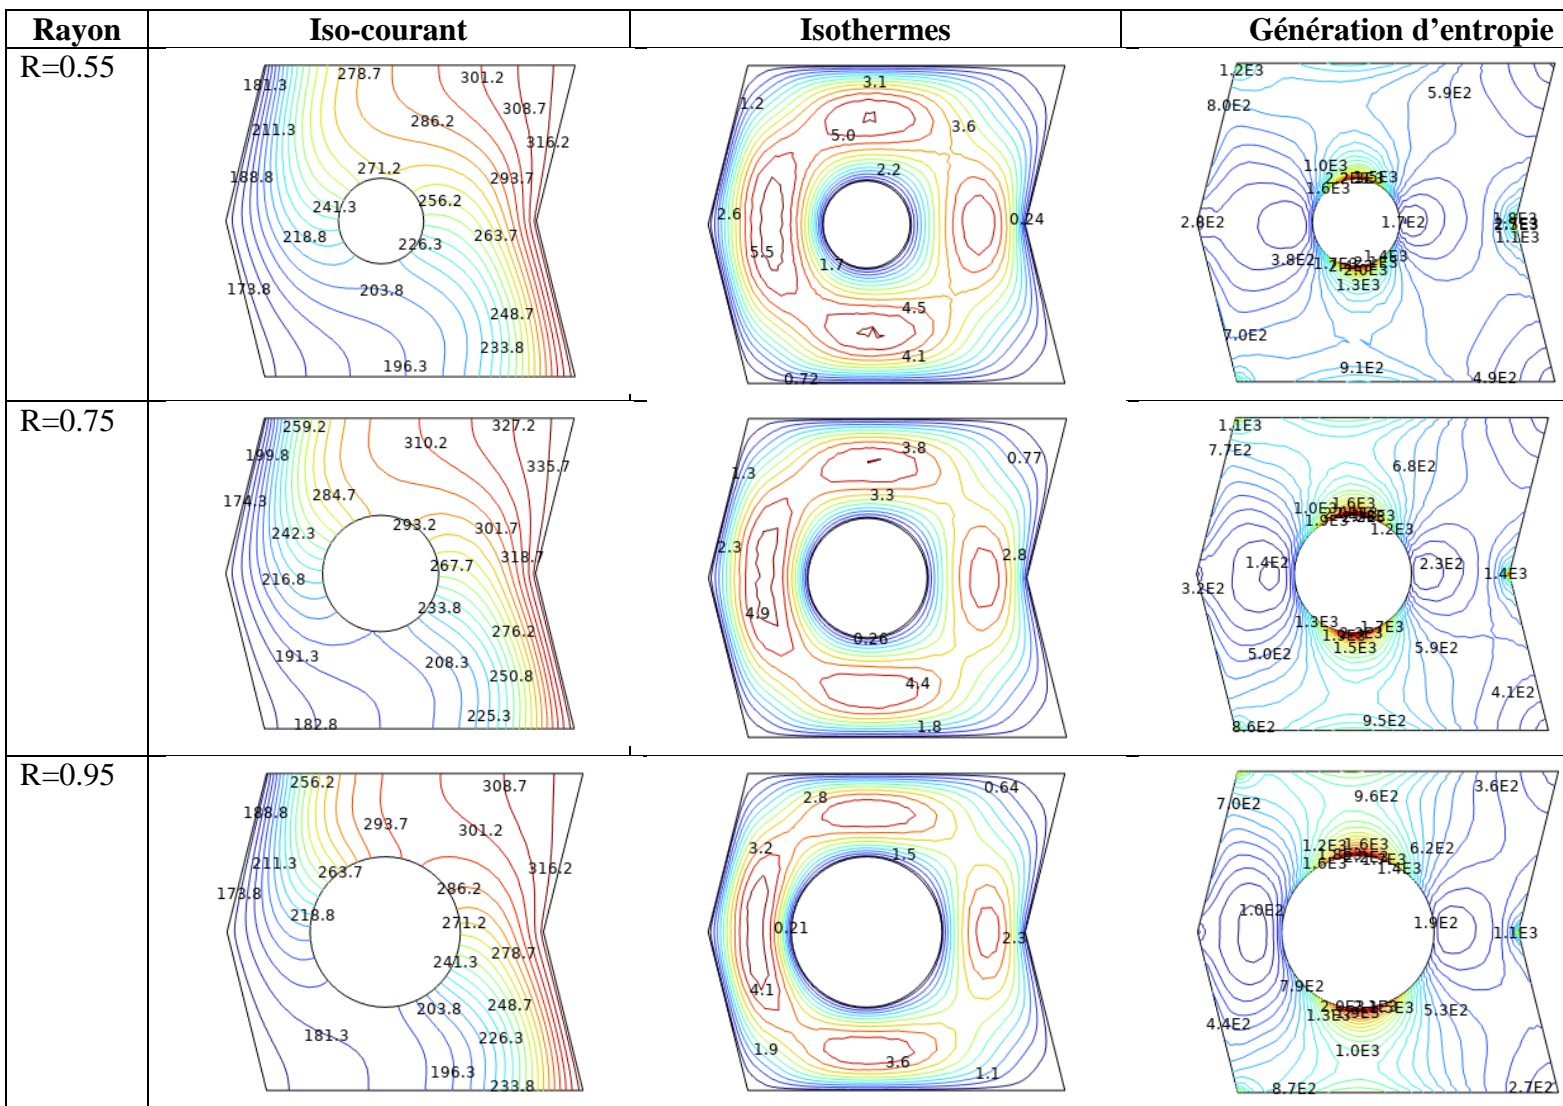 Rayon Iso-courant Isothermes Génération d'entropie
R=0.55
181.3 278.7 301.2
211.3 286.2 308.7
316.2
188.8 271.2 293.7
241.3 256.2
218.8 226.3 263.7
173.8 203.8 248.7
233.8
196.3
3.1
1.2 5.0 3.6
2.2
2.6 0.24
5.5 1.7
4.5
4.1
0.72
1.2E3
8.0E2 5.9E2
1.0E3
1.6E3
1.7E2
1.1E3
3.8E2 1.4E3
2.0E3
1.3E3
7.0E2
9.1E2 4.9E2
R=0.75
259.2 327.2
199.8 310.2 335.7
174.3 284.7
242.3 293.2 301.7
318.7
216.8 267.7
233.8
276.2
191.3 208.3 250.8
182.8 225.3
3.8 0.77
1.3
3.3
2.3 2.8
4.9
0.26
4.4
1.8
1.1E3
7.7E2 6.8E2
1.6E3
1.0E3
1.2E3
1.4E2 2.3E2
3.2E2 1.4E3
1.3E3 1.7E3
1.5E3
5.0E2 5.9E2
4.1E2
8.6E2 9.5E2
R=0.95
256.2 308.7
188.8 293.7 301.2
211.3 263.7 316.2
173.8 286.2
218.8 271.2
241.3 278.7
203.8 248.7
181.3 226.3
196.3 233.8
2.8 0.64
3.2 1.5
0.21 2.3
4.1
1.9 3.6 1.1
7.0E2 9.6E2 3.6E2
1.2E3 1.6E3 6.2E2
1.6E3 1.4E3
1.0E2 1.9E2 1.1E3
7.9E2
5.3E2
4.4E2
1.0E3
8.7E2 2.7E2